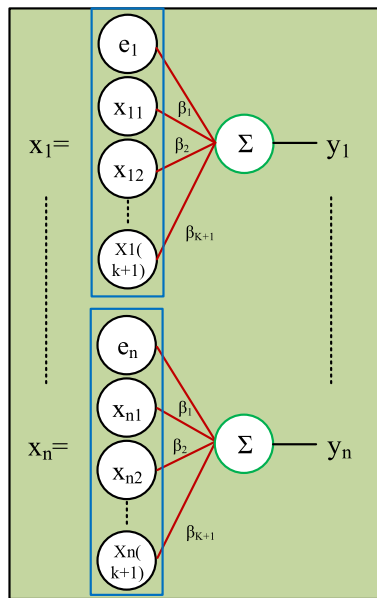 e₁
x₁₁
β₁
x₁=
x₁₂
β₂
Σ
y₁
X1(
k+1)
βK+1
eₙ
xₙ₁
β₁
xₙ=
xₙ₂
β₂
Σ
yₙ
Xn(
k+1)
βK+1